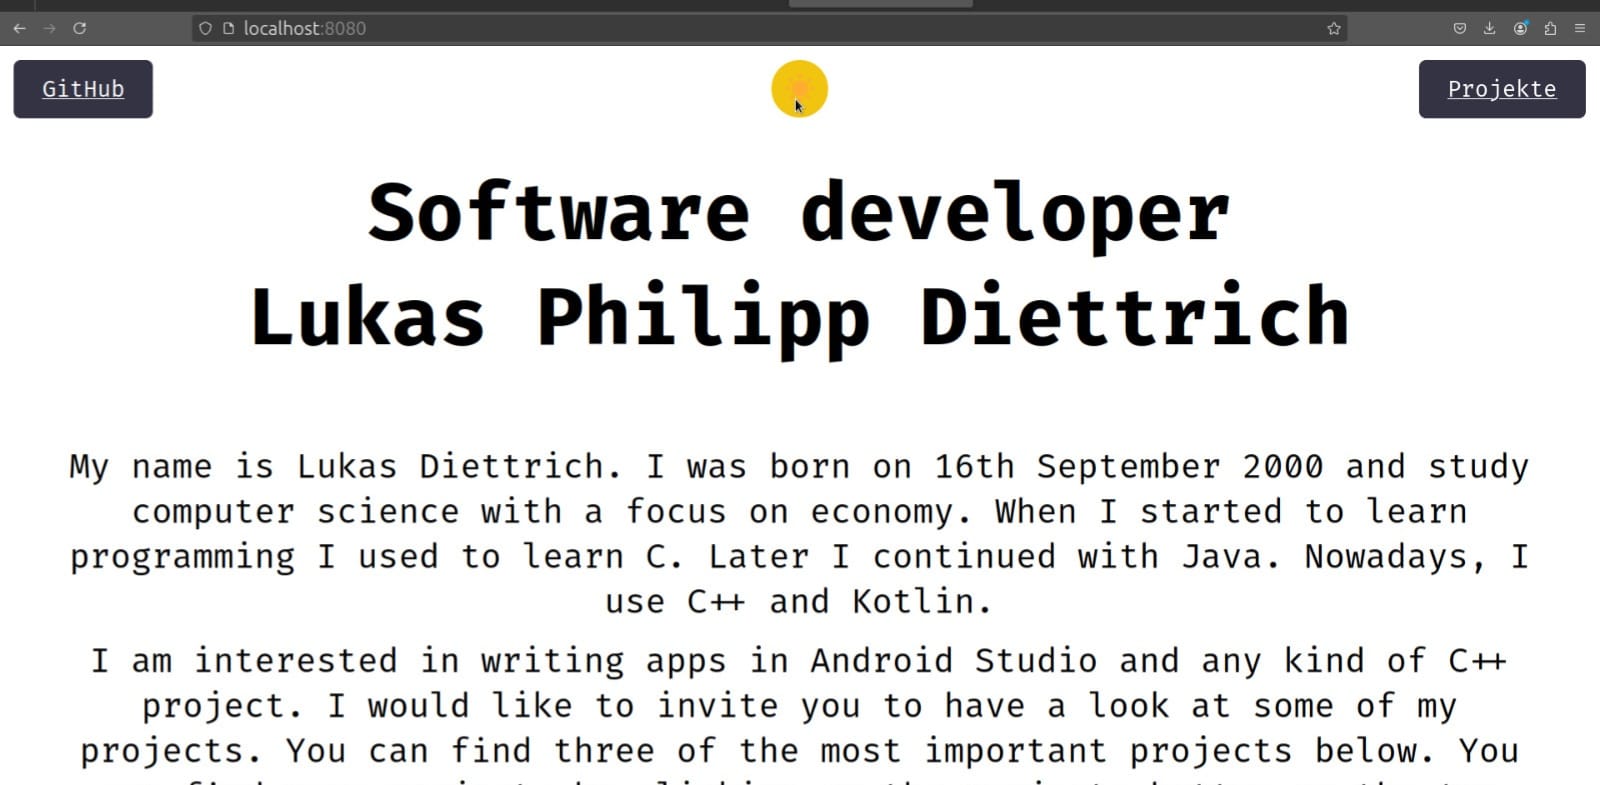 localhost:8080
GitHub
Projekte
Software developer
Lukas Philipp Diettrich
My name is Lukas Diettrich. I was born on 16th September 2000 and study
computer science with a focus on economy. When I started to learn
programming I used to learn C. Later I continued with Java. Nowadays, I
use C++ and Kotlin.
I am interested in writing apps in Android Studio and any kind of C++
project. I would like to invite you to have a look at some of my
projects. You can find three of the most important projects below. You